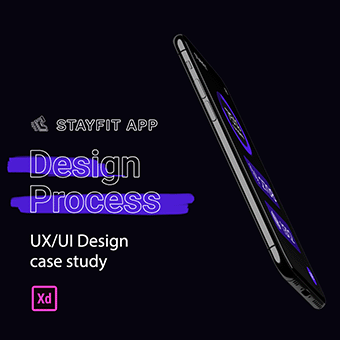 STAYFIT APP
Design
Process
UX/UI Design
case study
Xd